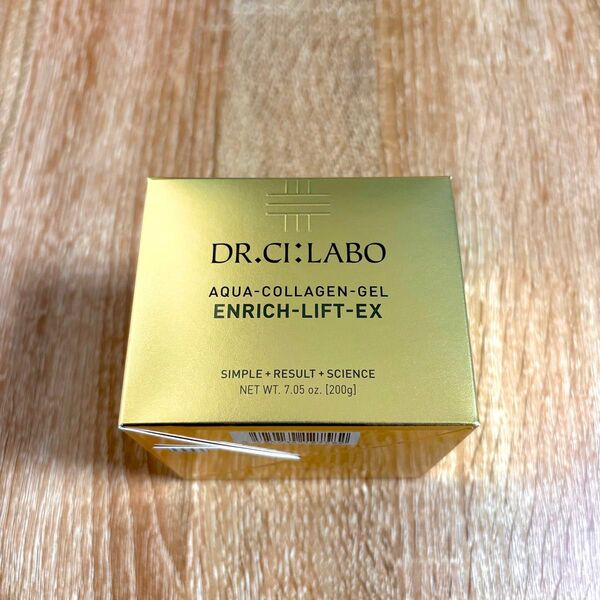 DR.CI:LABO
AQUA-COLLAGEN-GEL
ENRICH-LIFT-EX
SIMPLE + RESULT + SCIENCE
NET WT. 7.05 oz. [200g]